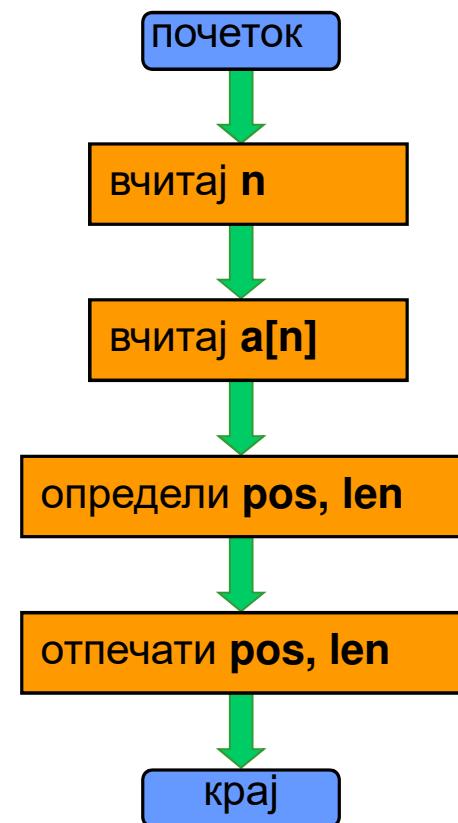 почеток
вчитај n
вчитај a[n]
определи pos, len
отпечати pos, len
крај